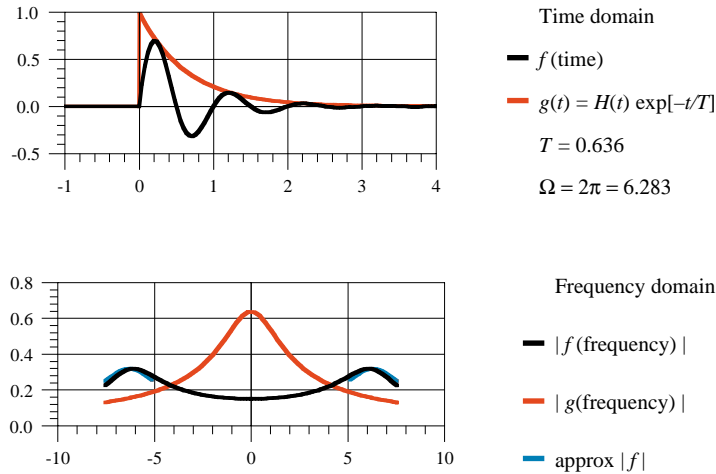 1.0
0.5
0.0
-0.5
-1
0
1
2
3
4
Time domain
f (time)
g(t) = H(t) exp[–t/T]
T = 0.636
Ω = 2π = 6.283
0.8
0.6
0.4
0.2
0.0
-10
-5
0
5
10
Frequency domain
| f (frequency) |
| g(frequency) |
approx | f |